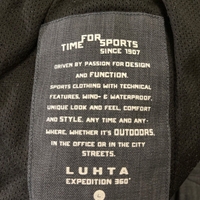 TIME FOR SPORTS
SINCE 1907
DRIVEN BY PASSION FOR DESIGN
AND FUNCTION.
SPORTS CLOTHING WITH TECHNICAL
FEATURES, WIND- & WATERPROOF,
UNIQUE LOOK AND FEEL, COMFORT
AND STYLE. ANY TIME AND ANY-
WHERE, WHETHER IT'S OUTDOORS,
IN THE OFFICE OR IN THE CITY
STREETS.
LUHTA
EXPEDITION 360°
L